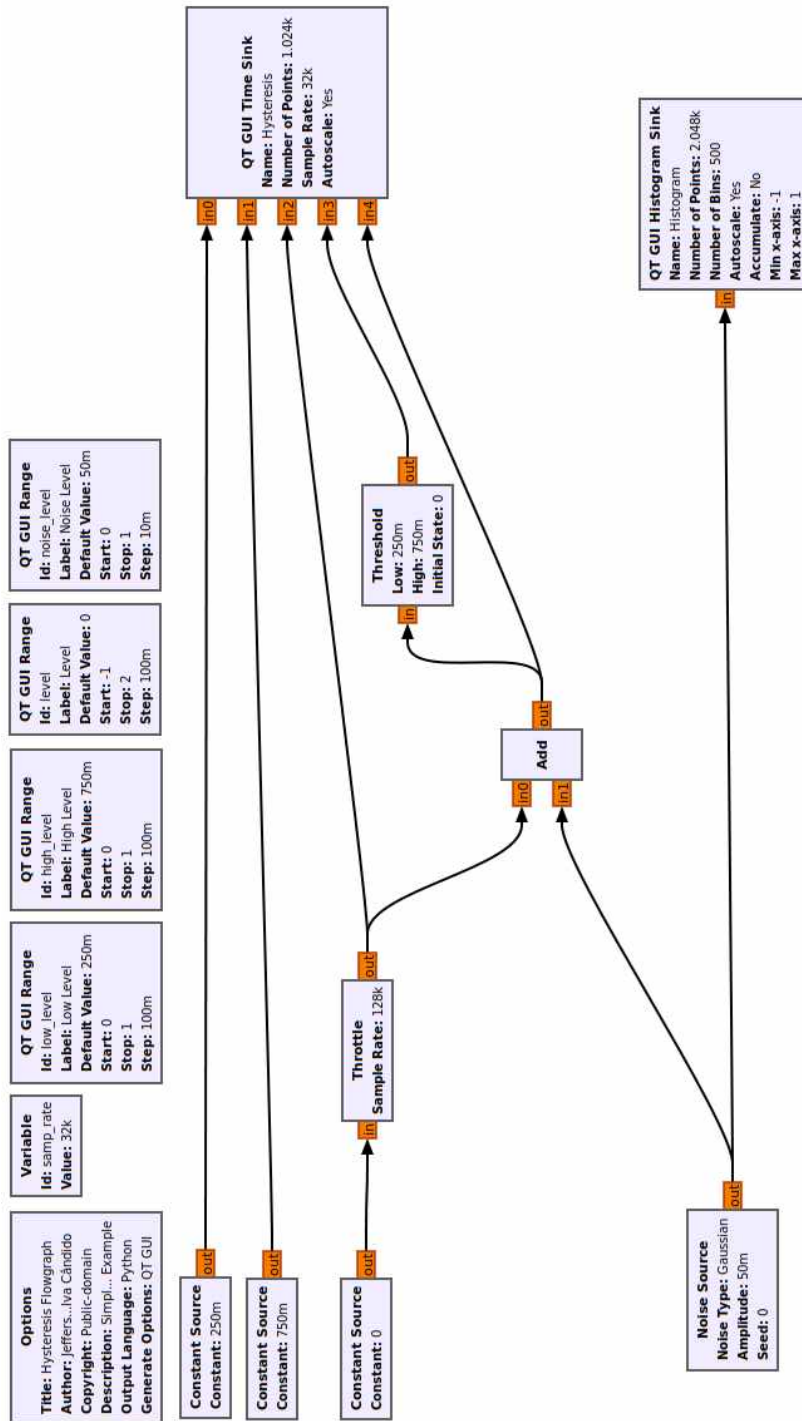 Options
Title: Hysteresis Flowgraph
Author: Jeffers...lva Cândido
Copyright: Public-domain
Description: Simpl... Example
Output Language: Python
Generate Options: QT GUI
Variable
Id: samp_rate
Value: 32k
QT GUI Range
Id: low_level
Label: Low Level
Default Value: 250m
Start: 0
Stop: 1
Step: 100m
QT GUI Range
Id: high_level
Label: High Level
Default Value: 750m
Start: 0
Stop: 1
Step: 100m
QT GUI Range
Id: level
Label: Level
Default Value: 0
Start: -1
Stop: 2
Step: 100m
QT GUI Range
Id: noise_level
Label: Noise Level
Default Value: 50m
Start: 0
Stop: 1
Step: 10m
Constant Source
Constant: 250m
out
Constant Source
Constant: 750m
out
Constant Source
Constant: 0
out
in
Throttle
Sample Rate: 128k
out
Noise Source
Noise Type: Gaussian
Amplitude: 50m
Seed: 0
out
in0
in1
Add
out
in
Threshold
Low: 250m
High: 750m
Initial State: 0
out
in0
in1
in2
in3
in4
QT GUI Time Sink
Name: Hysteresis
Number of Points: 1.024k
Sample Rate: 32k
Autoscale: Yes
in
QT GUI Histogram Sink
Name: Histogram
Number of Points: 2.048k
Number of Bins: 500
Autoscale: Yes
Accumulate: No
Min x-axis: -1
Max x-axis: 1